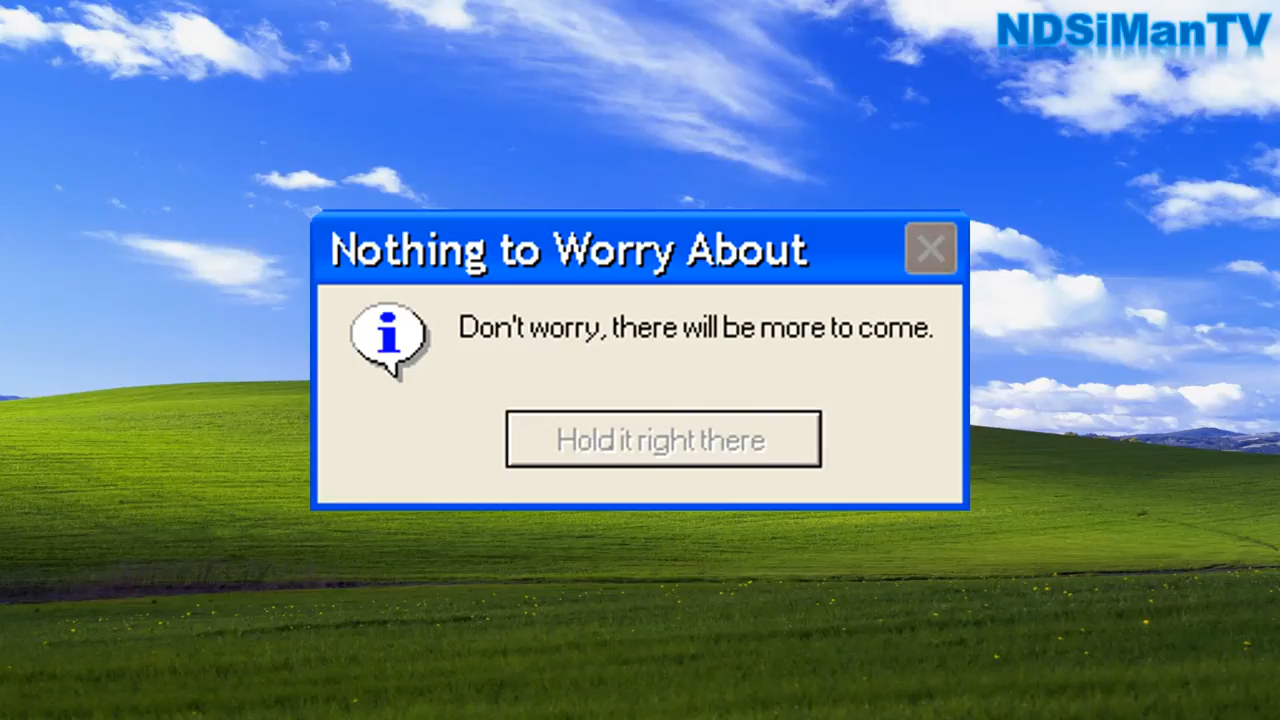 NDSiManTV
Nothing to Worry About
Don't worry, there will be more to come.
Hold it right there